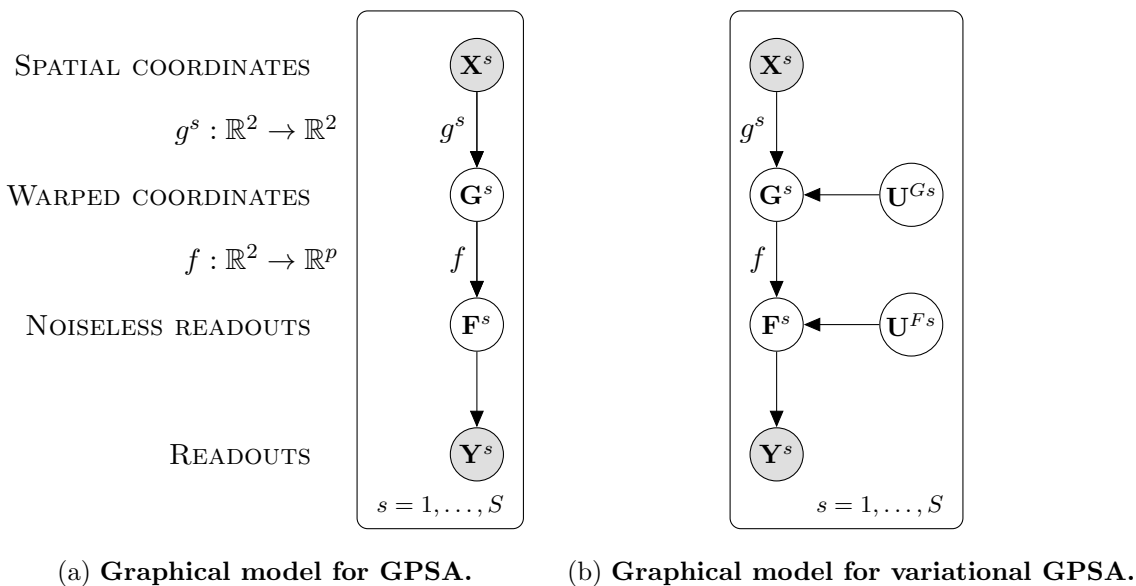 SPATIAL COORDINATES
X^s
X^s
g^s : ℝ^2 → ℝ^2
g^s
g^s
WARPED COORDINATES
G^s
G^s
U^{Gs}
f : ℝ^2 → ℝ^p
f
f
NOISELESS READOUTS
F^s
F^s
U^{Fs}
READOUTS
Y^s
Y^s
s = 1, . . . , S
s = 1, . . . , S
(a) Graphical model for GPSA.
(b) Graphical model for variational GPSA.